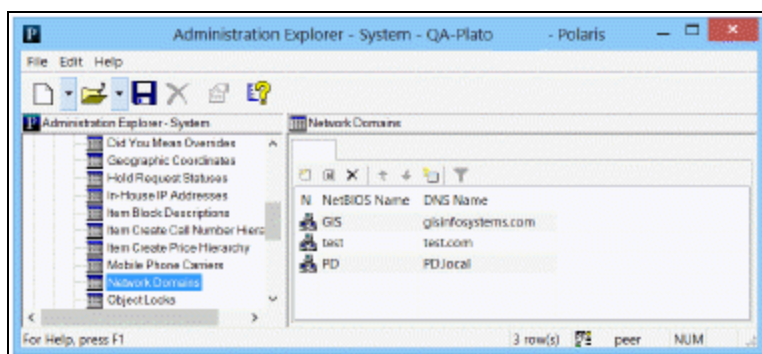 Administration Explorer - System - QA-Plato - Polaris
File Edit Help
Administration Explorer - System
Did You Mean Overrides
Geographic Coordinates
Hold Request Statuses
In-House IP Addresses
Item Block Descriptions
Item Create Call Number Hiera
Item Create Price Hierarchy
Mobile Phone Carriers
Network Domains
Object Locks
Network Domains
N NetBIOS Name DNS Name
GIS gisinfosystems.com
test test.com
PD PD.local
For Help, press F1
3 row(s) peer NUM